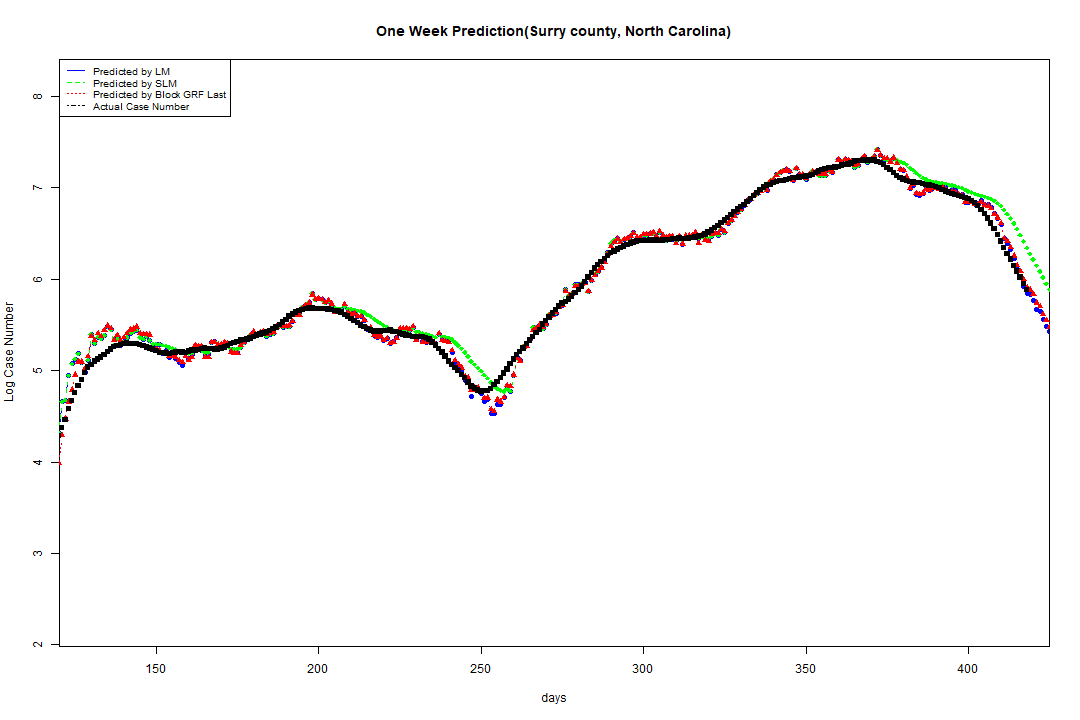 One Week Prediction(Surry county, North Carolina)
Predicted by LM
Predicted by SLM
Predicted by Block GRF Last
Actual Case Number
8
7
6
5
4
3
2
Log Case Number
150 200 250 300 350 400
days